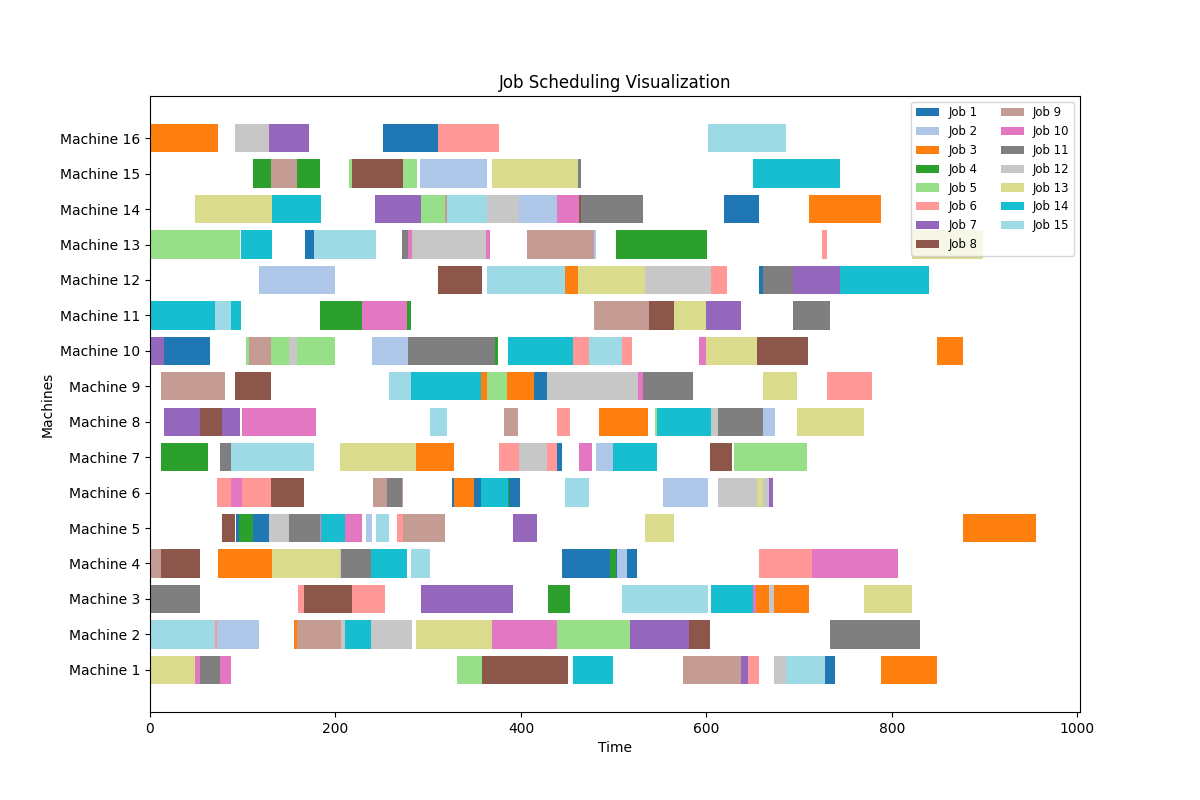 Job Scheduling Visualization
Machine 16
Machine 15
Machine 14
Machine 13
Machine 12
Machine 11
Machine 10
Machine 9
Machine 8
Machine 7
Machine 6
Machine 5
Machine 4
Machine 3
Machine 2
Machine 1
Machines
0 200 400 600 800 1000
Time
Job 1 Job 9
Job 2 Job 10
Job 3 Job 11
Job 4 Job 12
Job 5 Job 13
Job 6 Job 14
Job 7 Job 15
Job 8